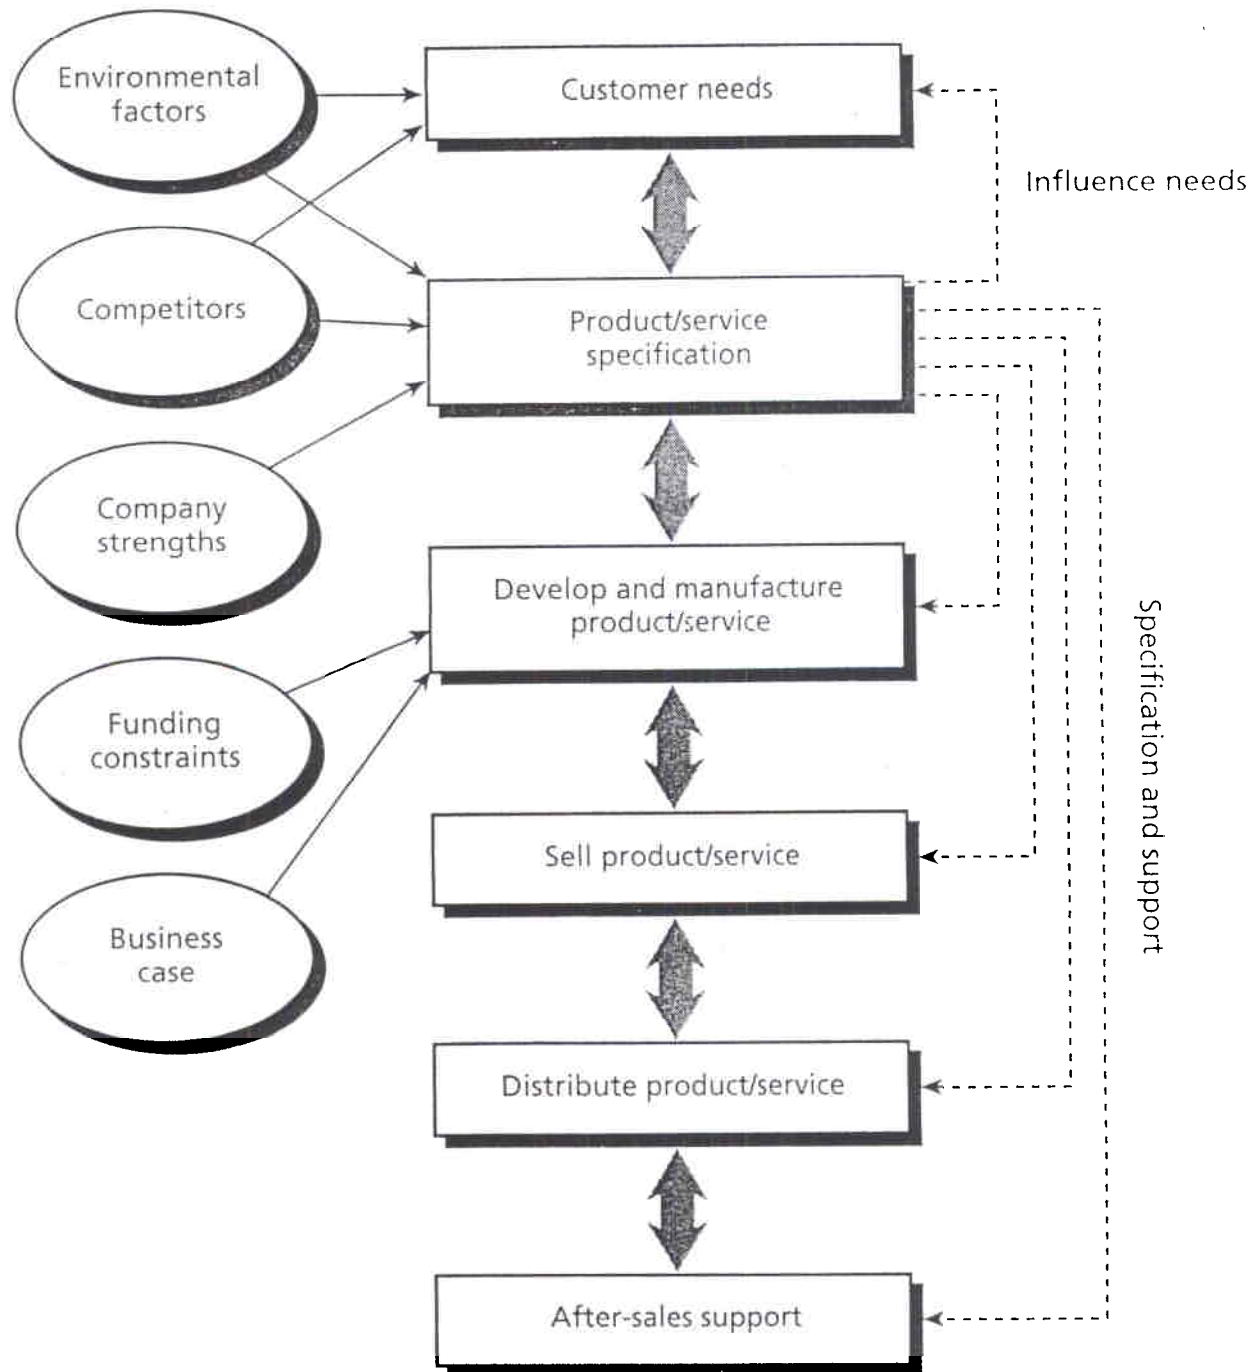 Environmental
factors
Customer needs
Influence needs
Competitors
Product/service
specification
Company
strengths
Develop and manufacture
product/service
Specification and support
Funding
constraints
Sell product/service
Business
case
Distribute product/service
After-sales support